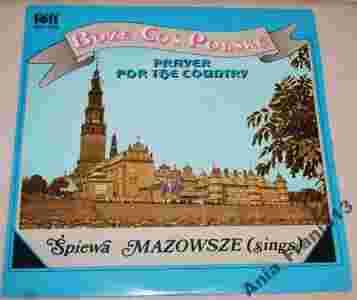 Boże Coś Polskę
PRAYER
FOR THE COUNTRY
Śpiewa MAZOWSZE (sings)